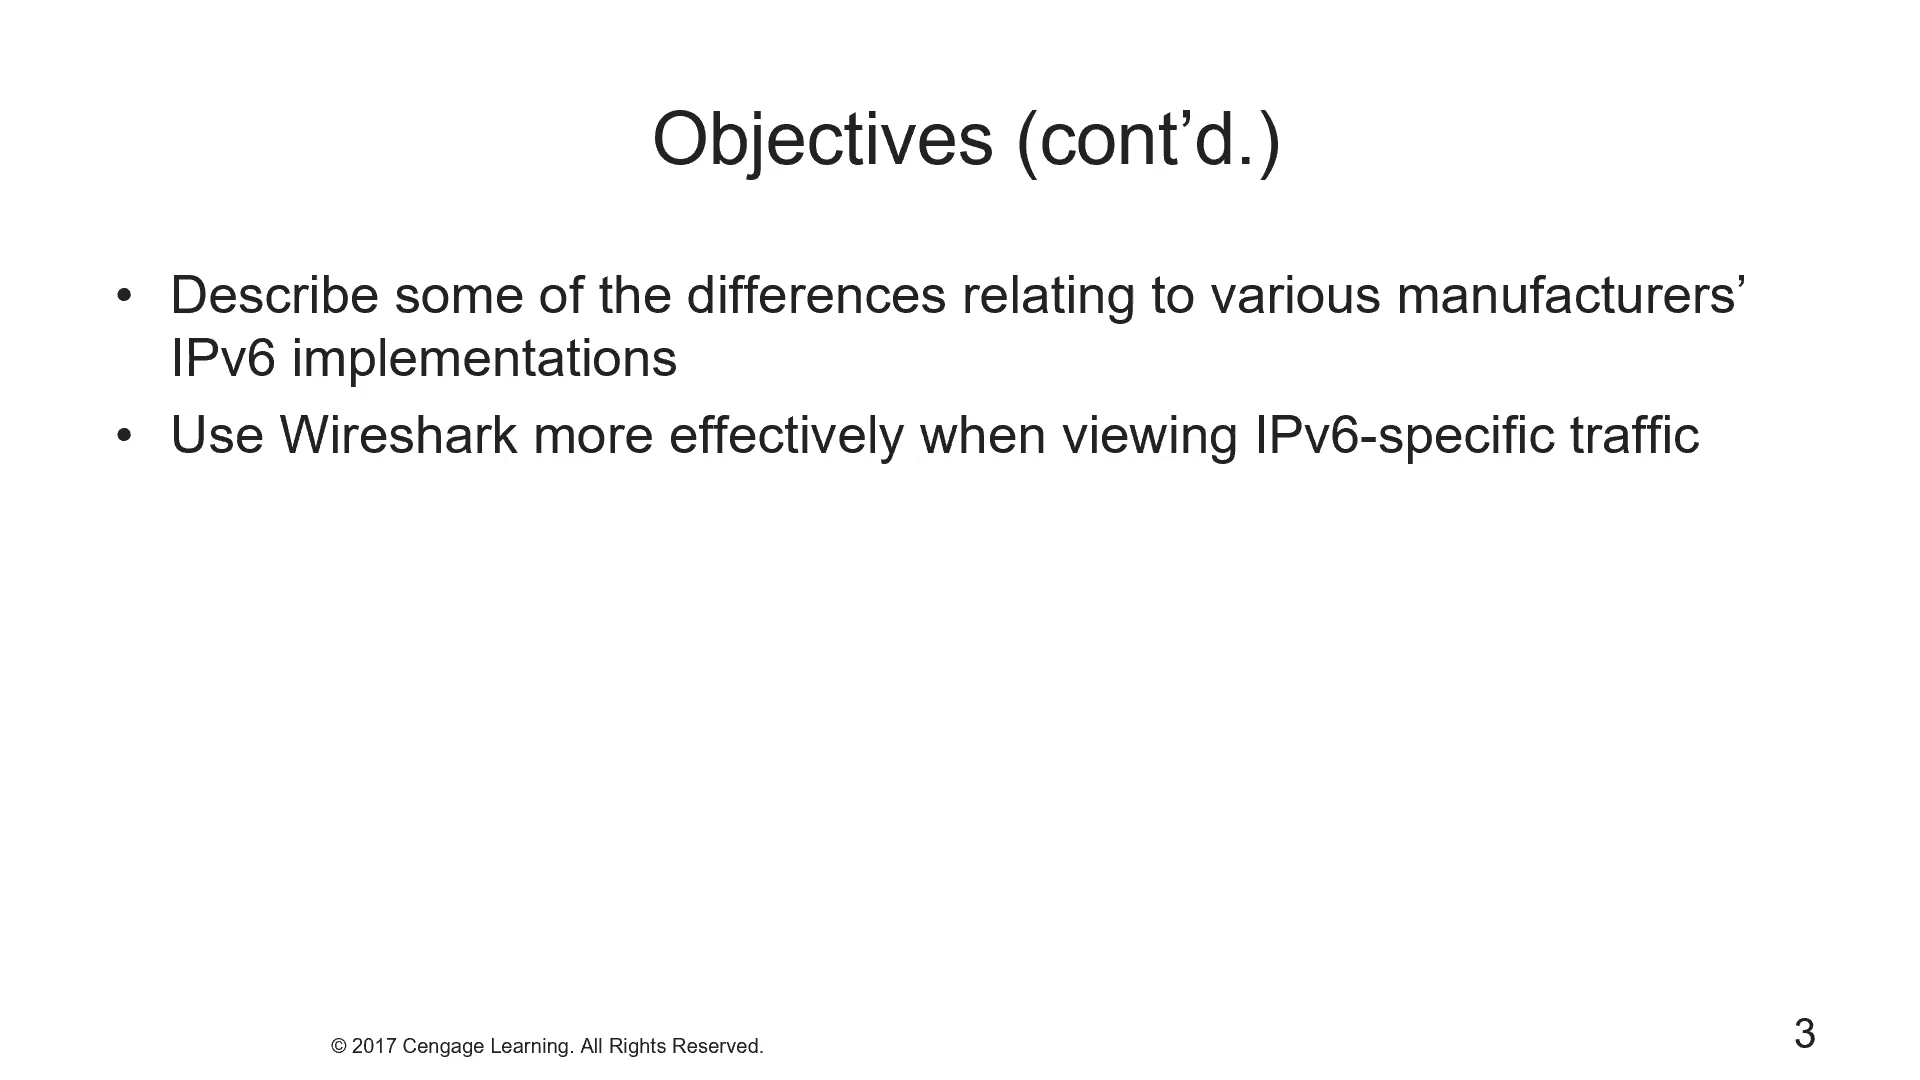 Objectives (cont’d.)
• Describe some of the differences relating to various manufacturers’
IPv6 implementations
• Use Wireshark more effectively when viewing IPv6-specific traffic
© 2017 Cengage Learning. All Rights Reserved.
3